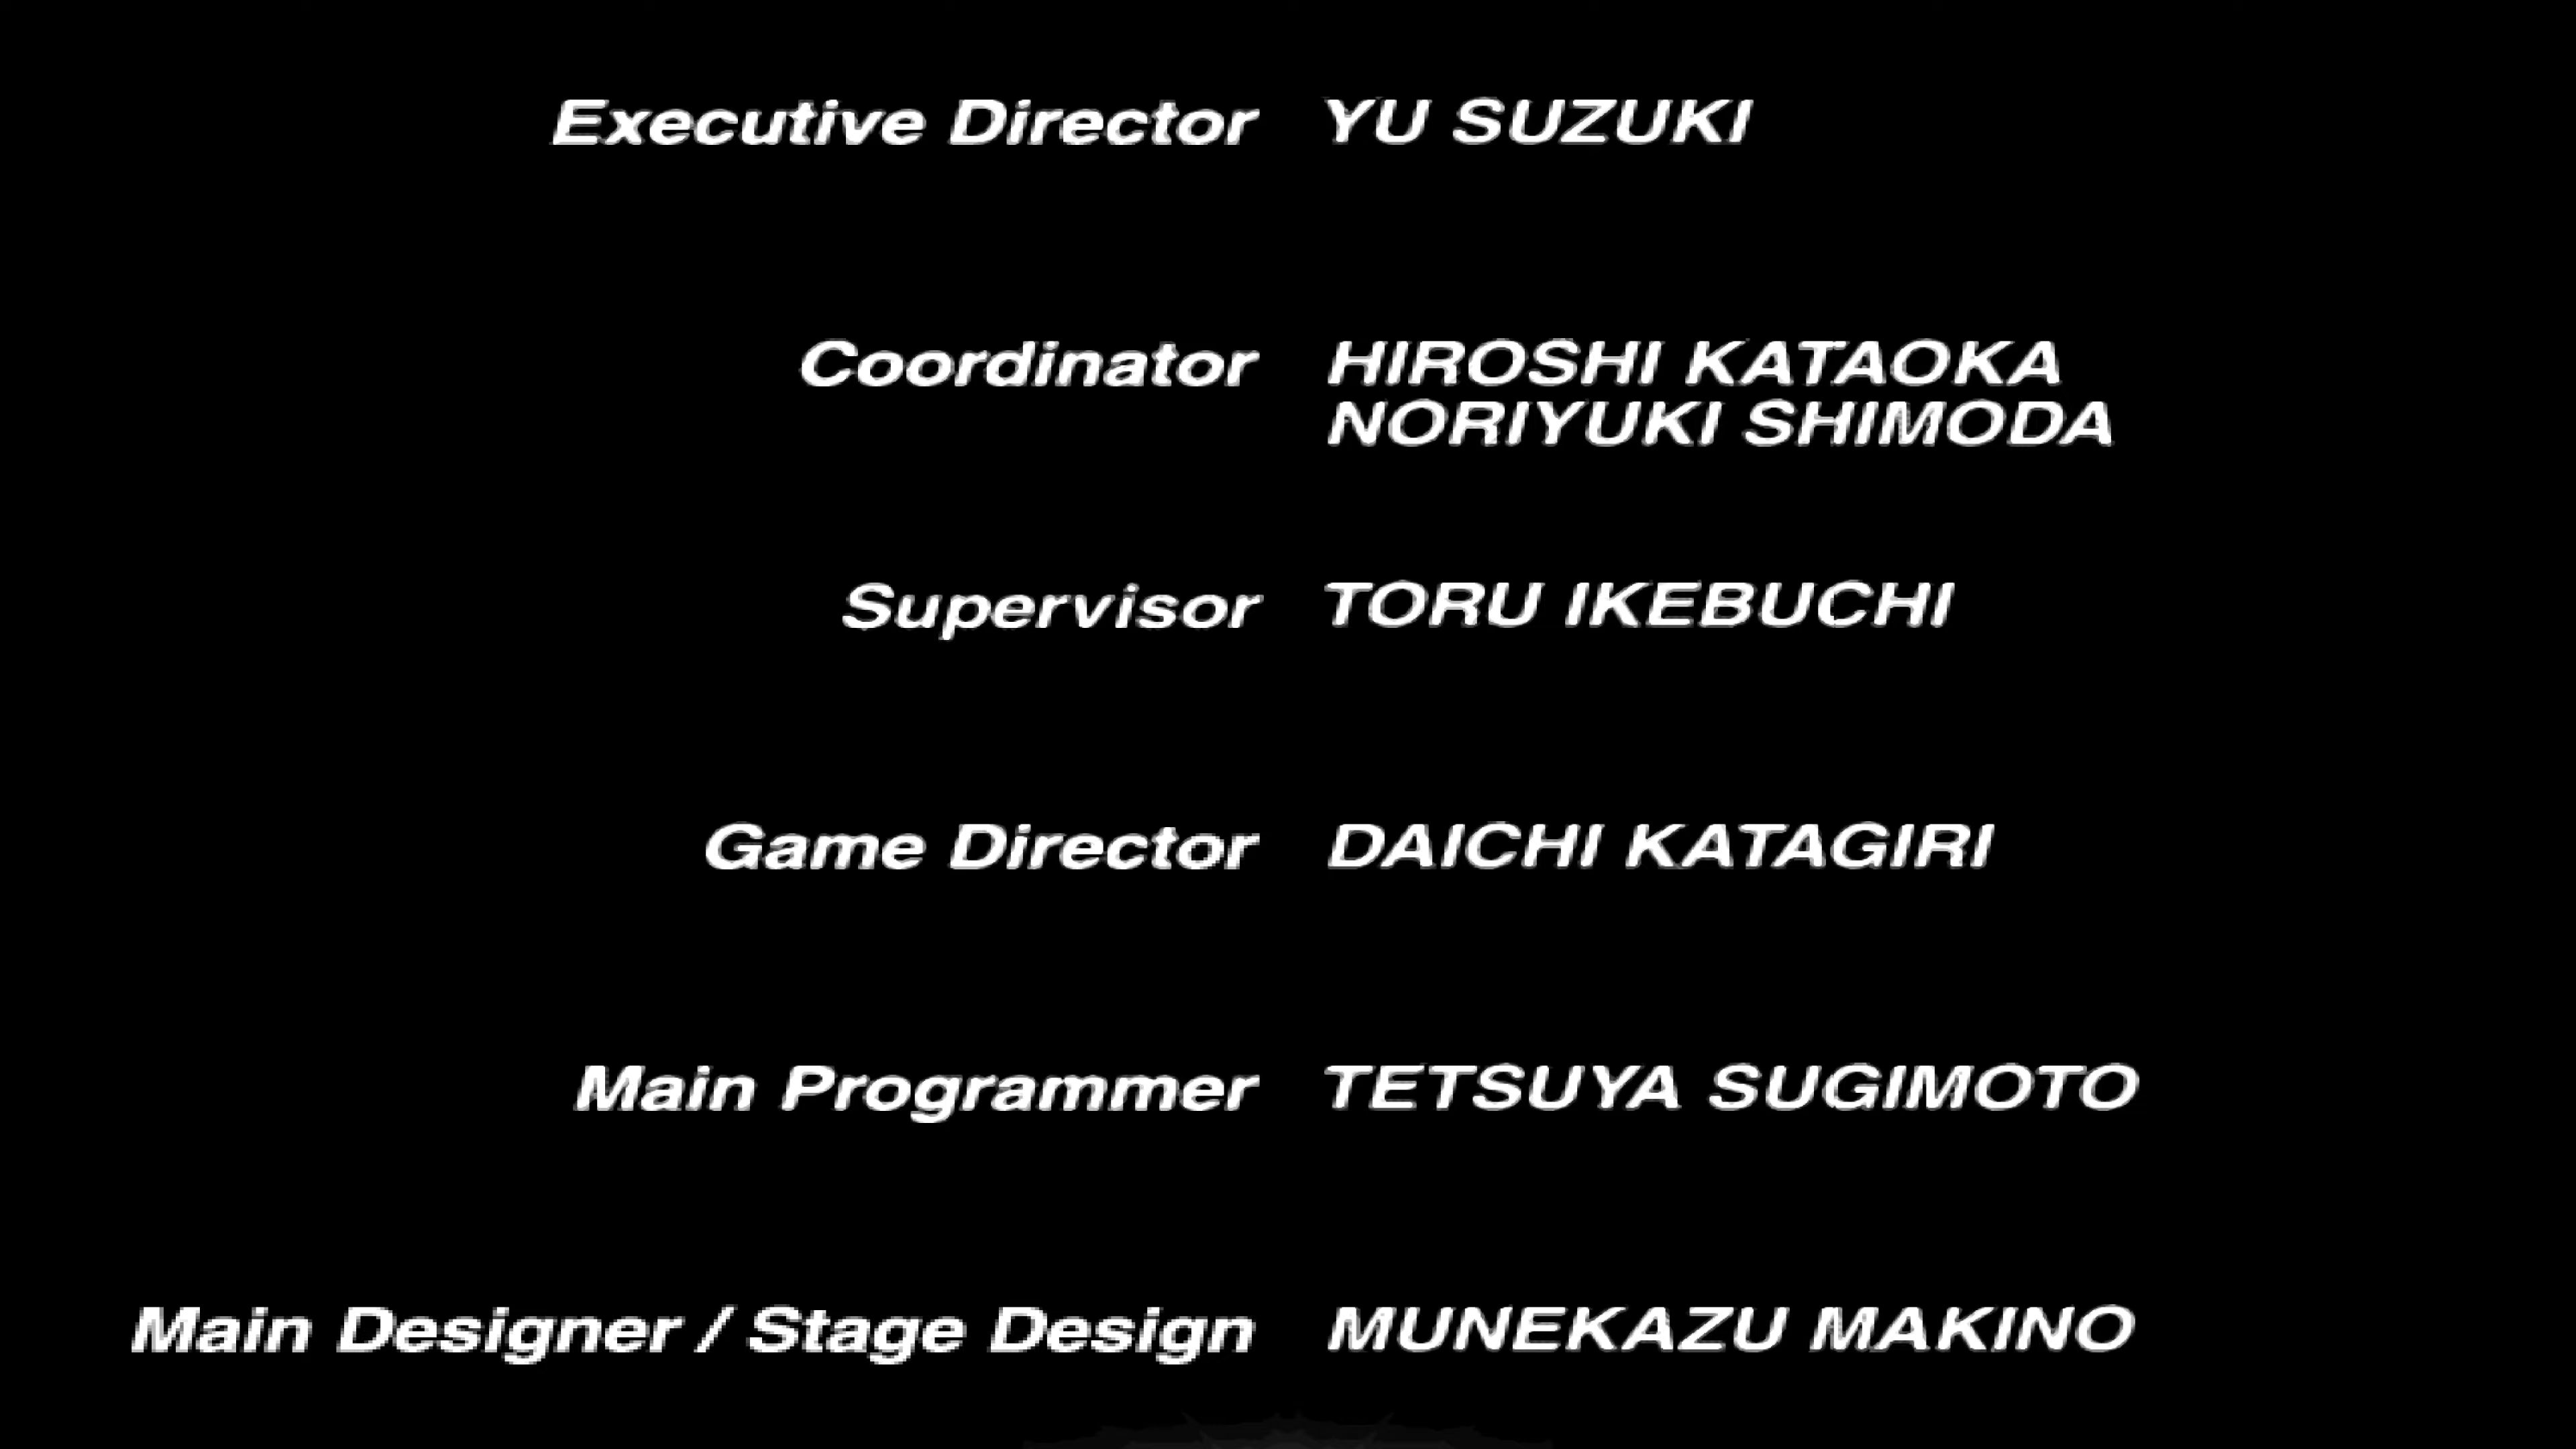 Executive Director YU SUZUKI
Coordinator HIROSHI KATAOKA
NORIYUKI SHIMODA
Supervisor TORU IKEBUCHI
Game Director DAICHI KATAGIRI
Main Programmer TETSUYA SUGIMOTO
Main Designer / Stage Design MUNEKAZU MAKINO